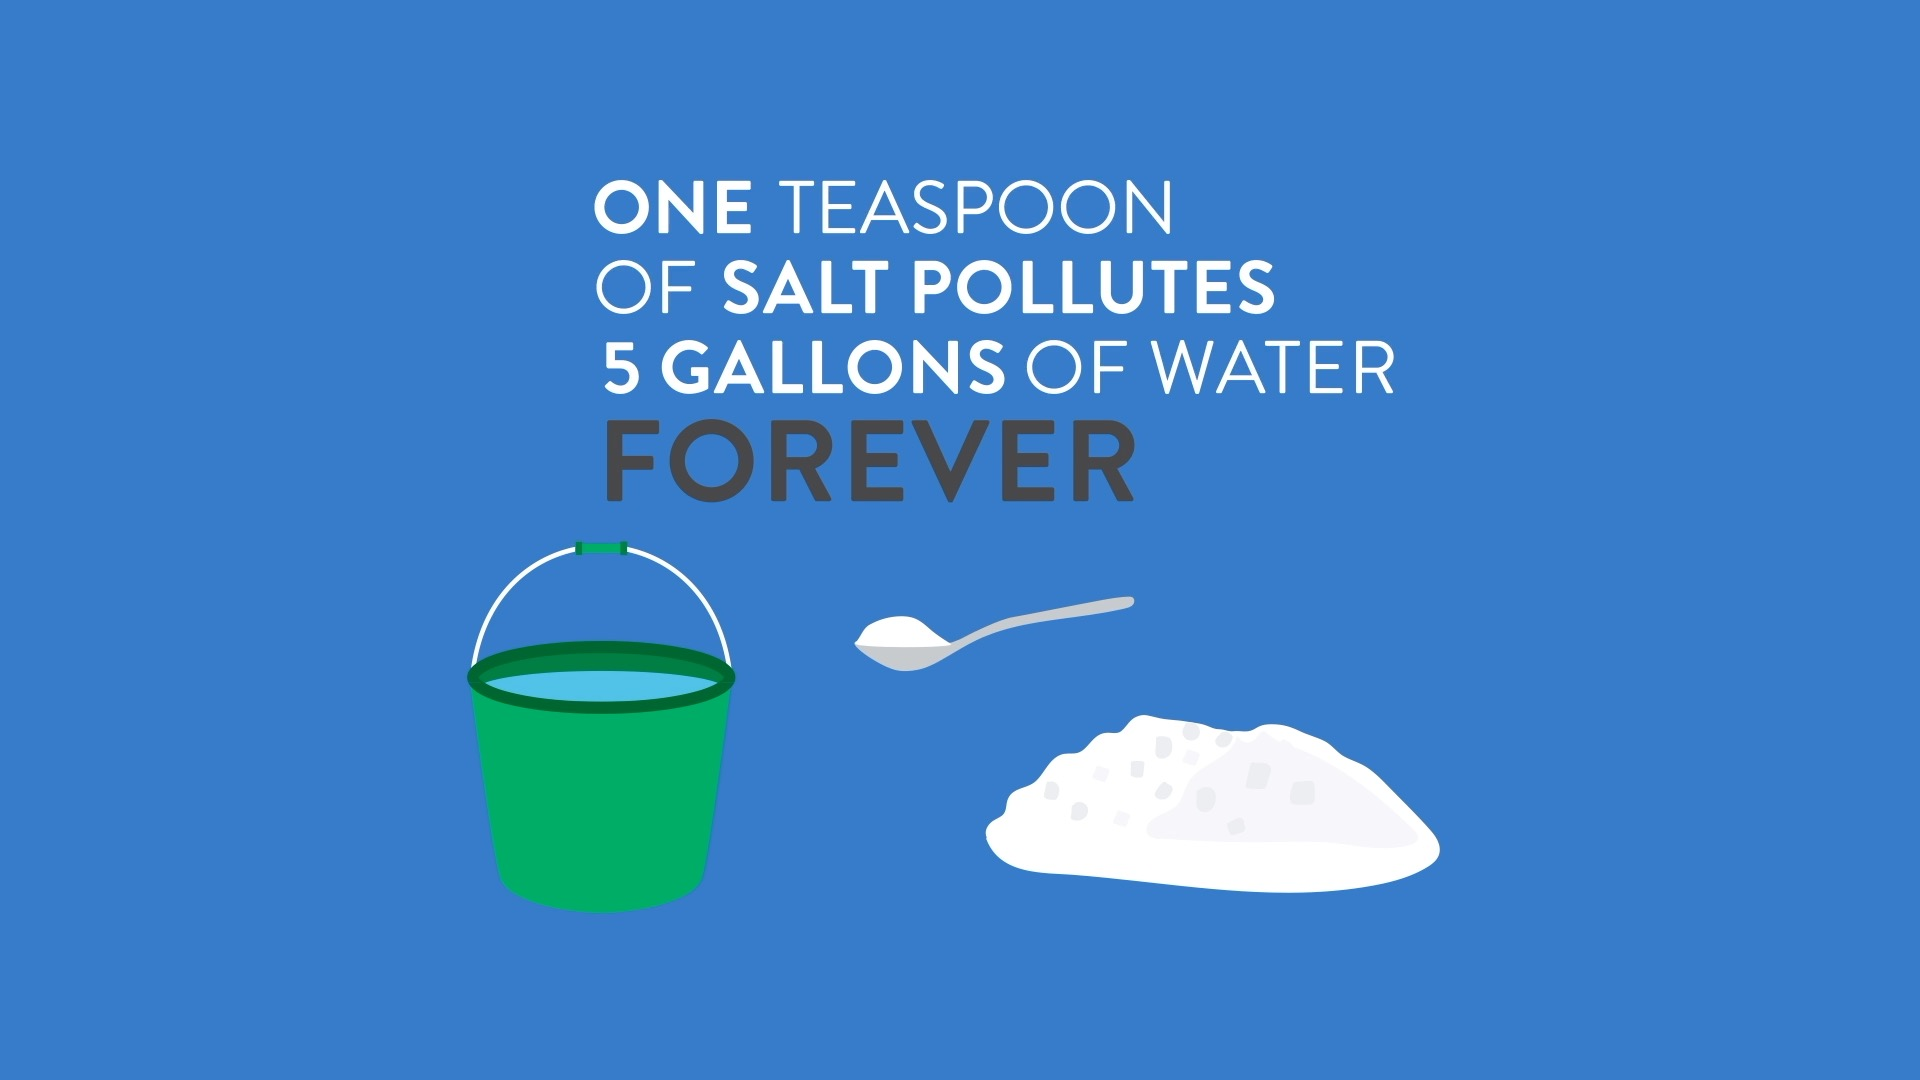 ONE TEASPOON
OF SALT POLLUTES
5 GALLONS OF WATER
FOREVER